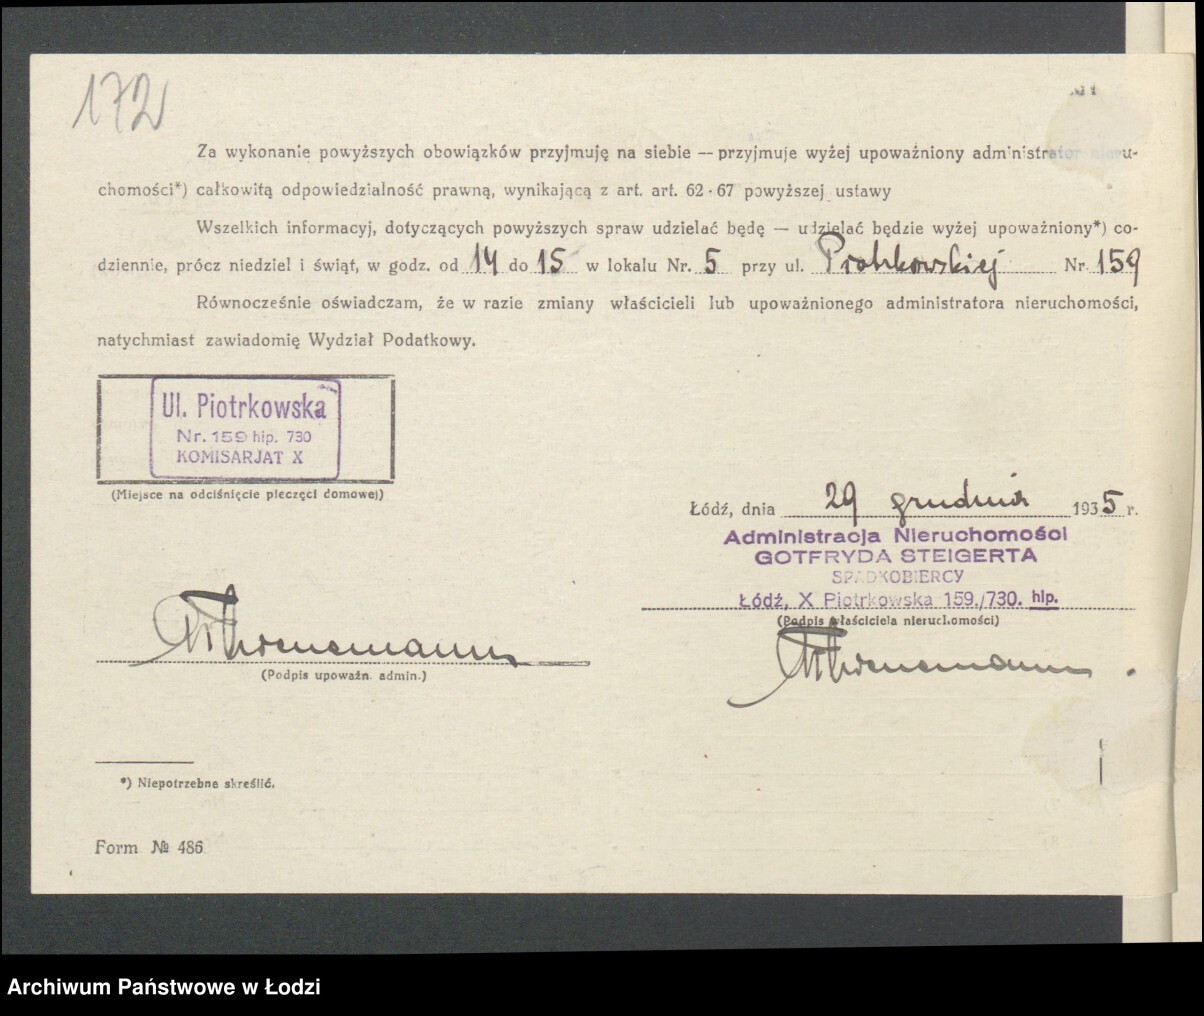 172
Za wykonanie powyższych obowiązków przyjmuję na siebie — przyjmuje wyżej upoważniony administrator nieru-
chomości*) całkowitą odpowiedzialność prawną, wynikającą z art. art. 62-67 powyższej ustawy
Wszelkich informacyj, dotyczących powyższych spraw udzielać będę — udzielać będzie wyżej upoważniony*) co-
dziennie, prócz niedziel i świąt, w godz. od 14 do 15 w lokalu Nr. 5 przy ul. Piotrkowskiej Nr 159
Równocześnie oświadczam, że w razie zmiany właścicieli lub upoważnionego administratora nieruchomości,
natychmiast zawiadomię Wydział Podatkowy.
Ul. Piotrkowska
Nr. 159 hip. 730
KOMISARJAT X
(Miejsce na odciśnięcie pieczęci domowej)
Łódź, dnia 29 grudnia 1935 r.
Administracja Nieruchomości
GOTFRYDA STEIGERTA
SPADKOBIERCY
Łódź, X Piotrkowska 159./730. hip.
(Podpis właściciela nieruchomości)
(Podpis upoważn. admin.)
*) Niepotrzebne skreślić.
Form № 486
Archiwum Państwowe w Łodzi